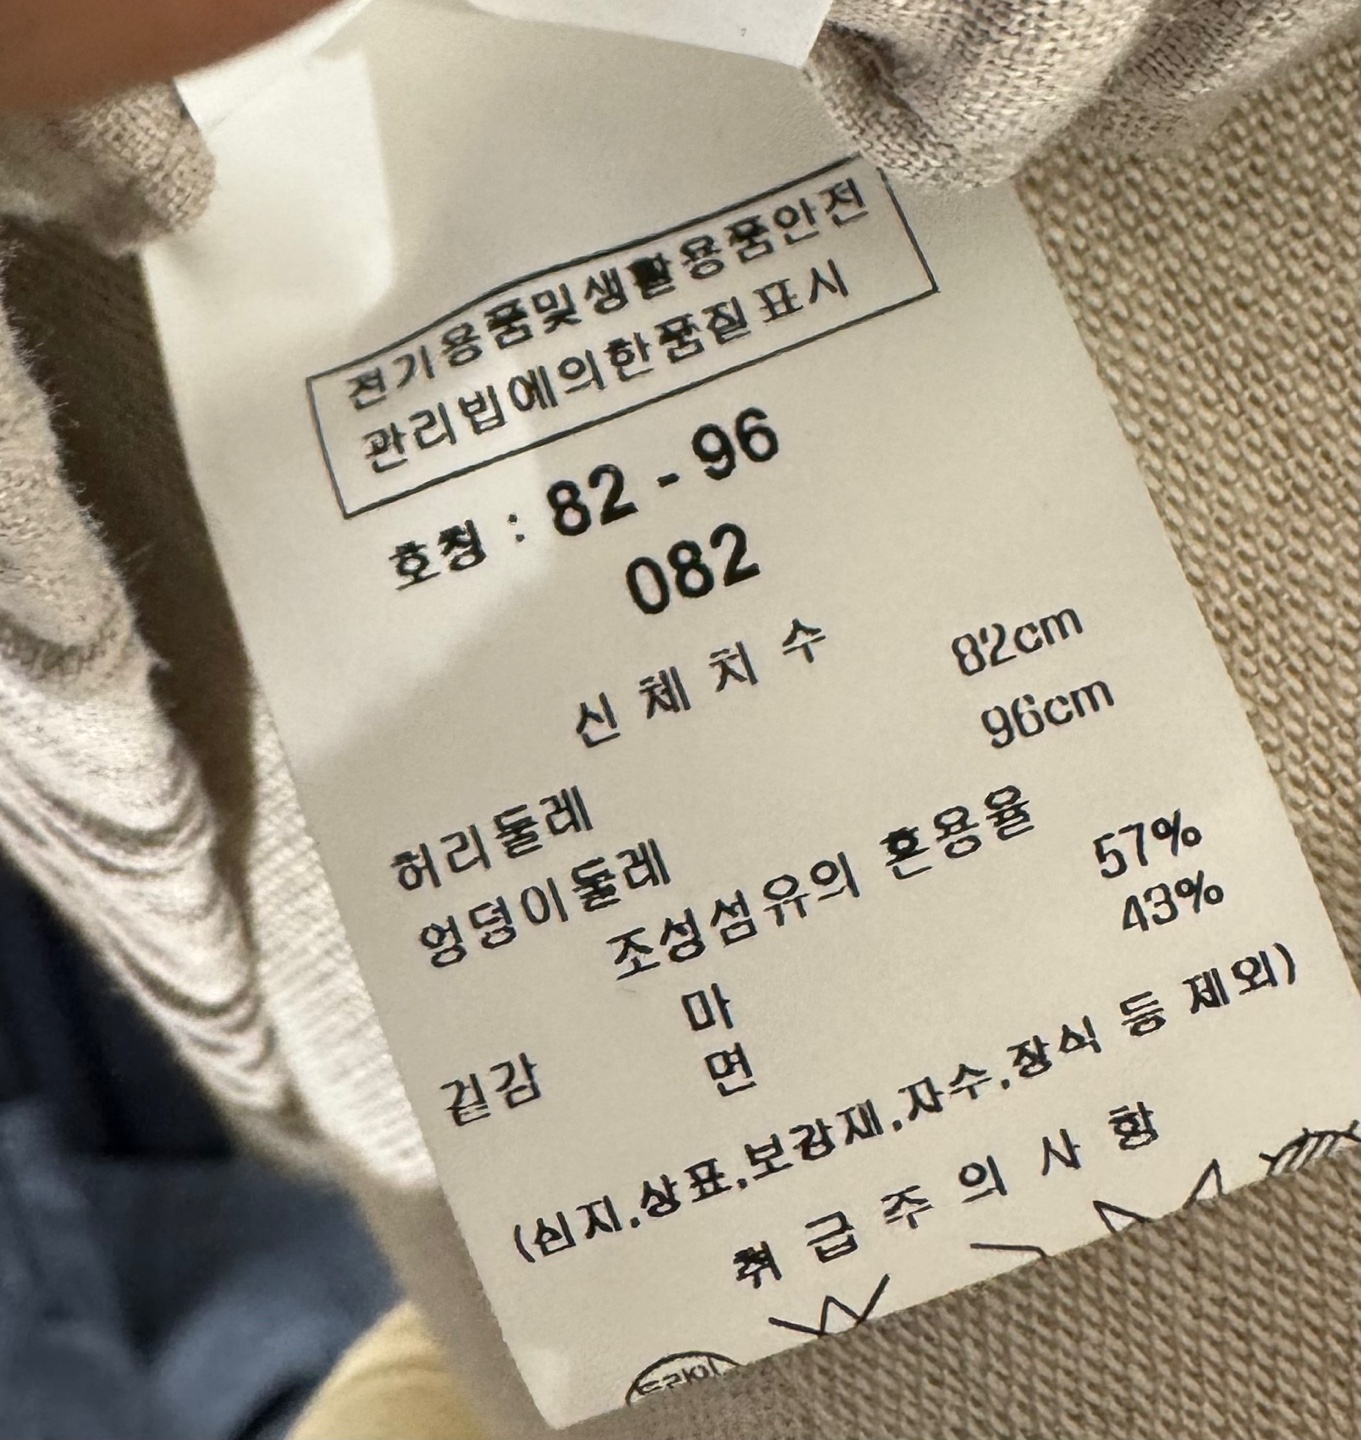 전기용품및생활용품안전
관리법에의한품질표시
호칭 : 82 - 96
082
신 체 치 수
허리둘레 82cm
엉덩이둘레 96cm
조성섬유의 혼용율
마 57%
겉감 면 43%
(심지,상표,보강재,자수,장식 등 제외)
취 급 주 의 사 항
드라이